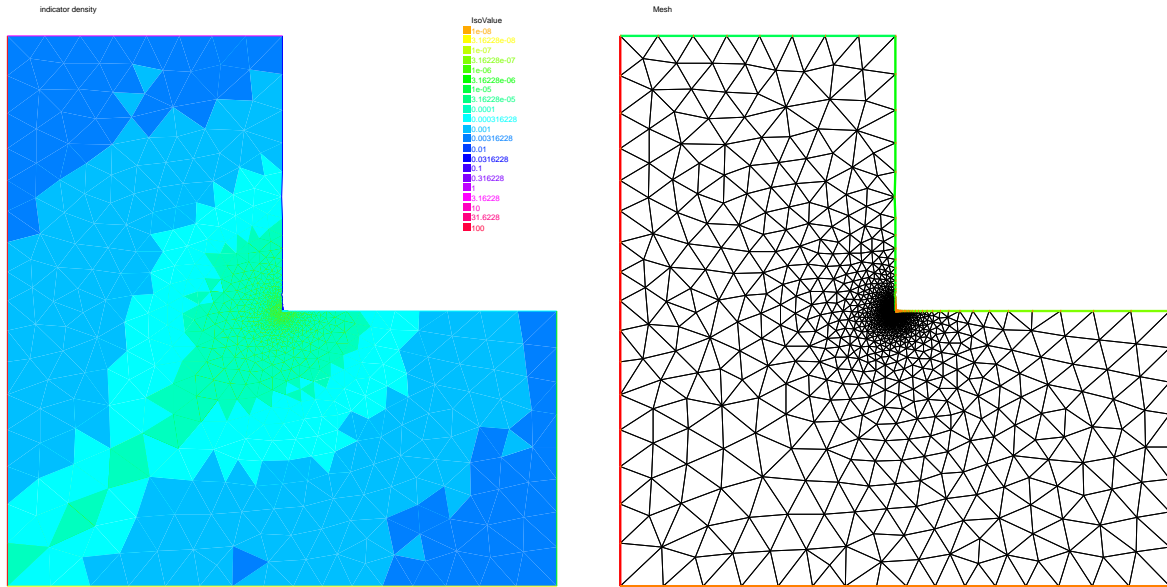 indicator density
IsoValue
1e-08
3.16228e-08
1e-07
3.16228e-07
1e-06
3.16228e-06
1e-05
3.16228e-05
0.0001
0.000316228
0.001
0.00316228
0.01
0.0316228
0.1
0.316228
1
3.16228
10
31.6228
100
Mesh